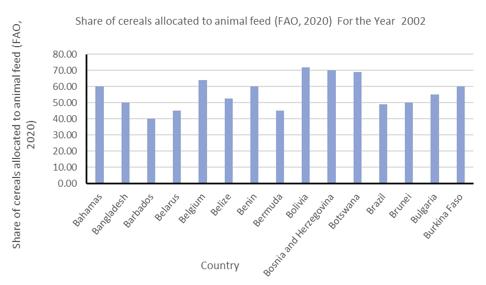 Share of cereals allocated to animal feed (FAO, 2020) For the Year 2002
Share of cereals allocated to animal feed (FAO,
2020)
80.00
70.00
60.00
50.00
40.00
30.00
20.00
10.00
0.00
Bahamas
Bangladesh
Barbados
Belarus
Belgium
Belize
Benin
Bermuda
Bolivia
Bosnia and Herzegovina
Botswana
Brazil
Brunei
Bulgaria
Burkina Faso
Country